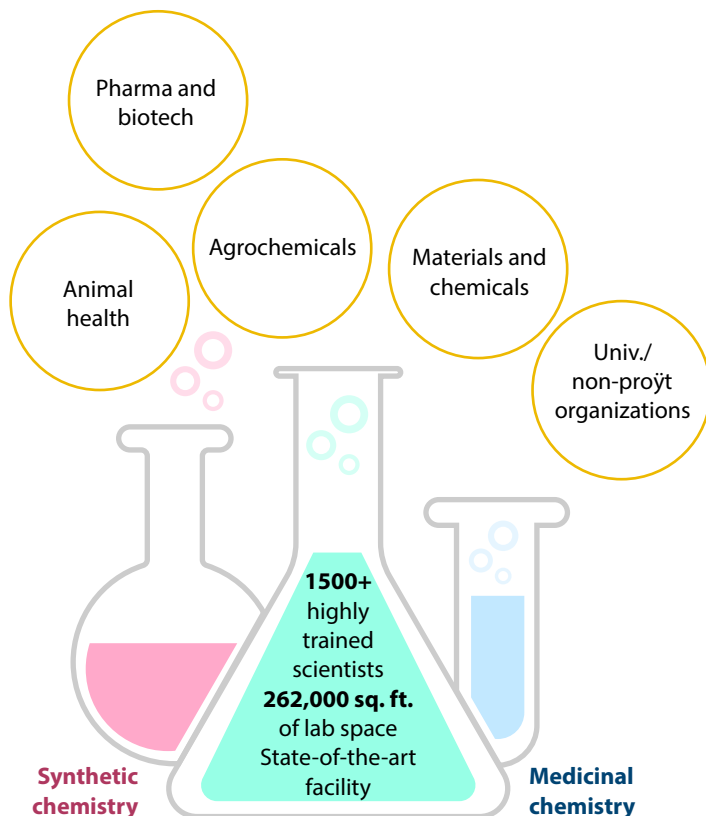 Pharma and
biotech
Agrochemicals
Materials and
chemicals
Animal
health
Univ./
non-proÿt
organizations
1500+
highly
trained
scientists
262,000 sq. ft.
of lab space
State-of-the-art
facility
Synthetic
chemistry
Medicinal
chemistry